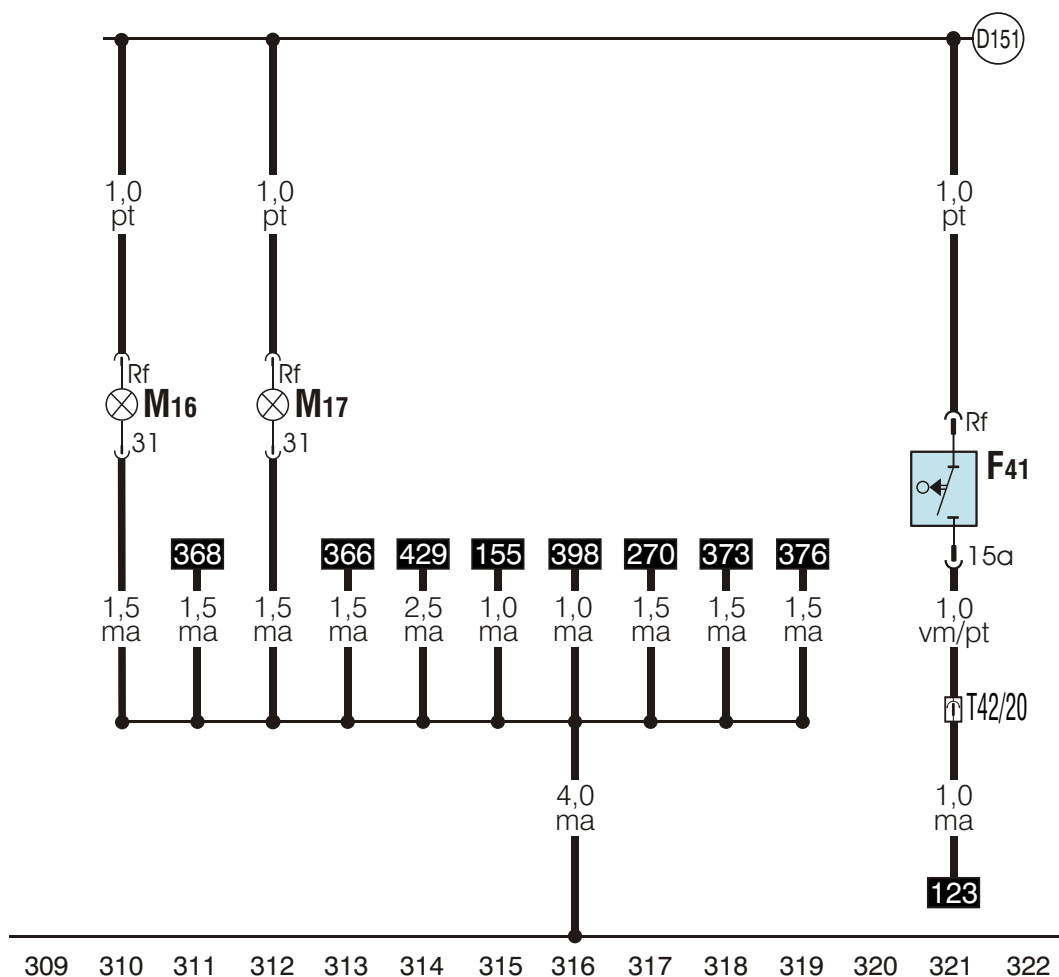 D151
1,0 1,0 1,0
pt pt pt
Rf Rf
M16 M17
31 31
Rf
F41
15a
368 366 429 155 398 270 373 376
1,5 1,5 1,5 1,5 2,5 1,0 1,0 1,5 1,5 1,5 1,0
ma ma ma ma ma ma ma ma ma ma vm/pt
T42/20
4,0 1,0
ma ma
123
309 310 311 312 313 314 315 316 317 318 319 320 321 322